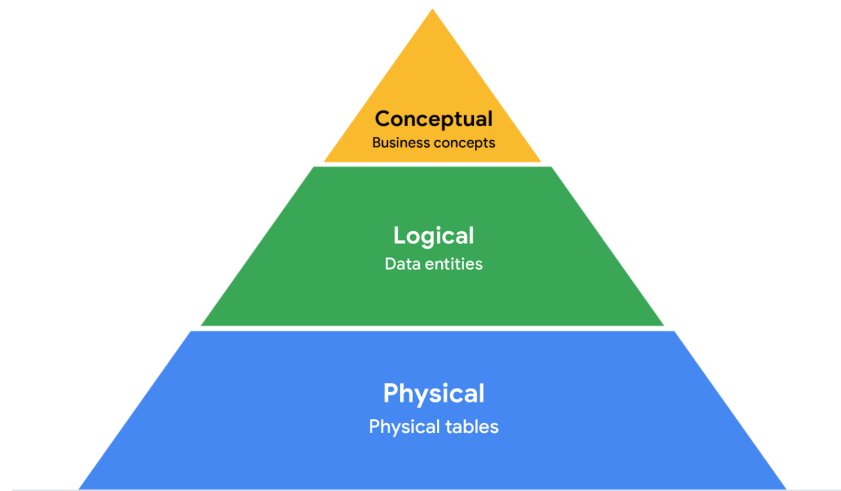 Conceptual
Business concepts
Logical
Data entities
Physical
Physical tables